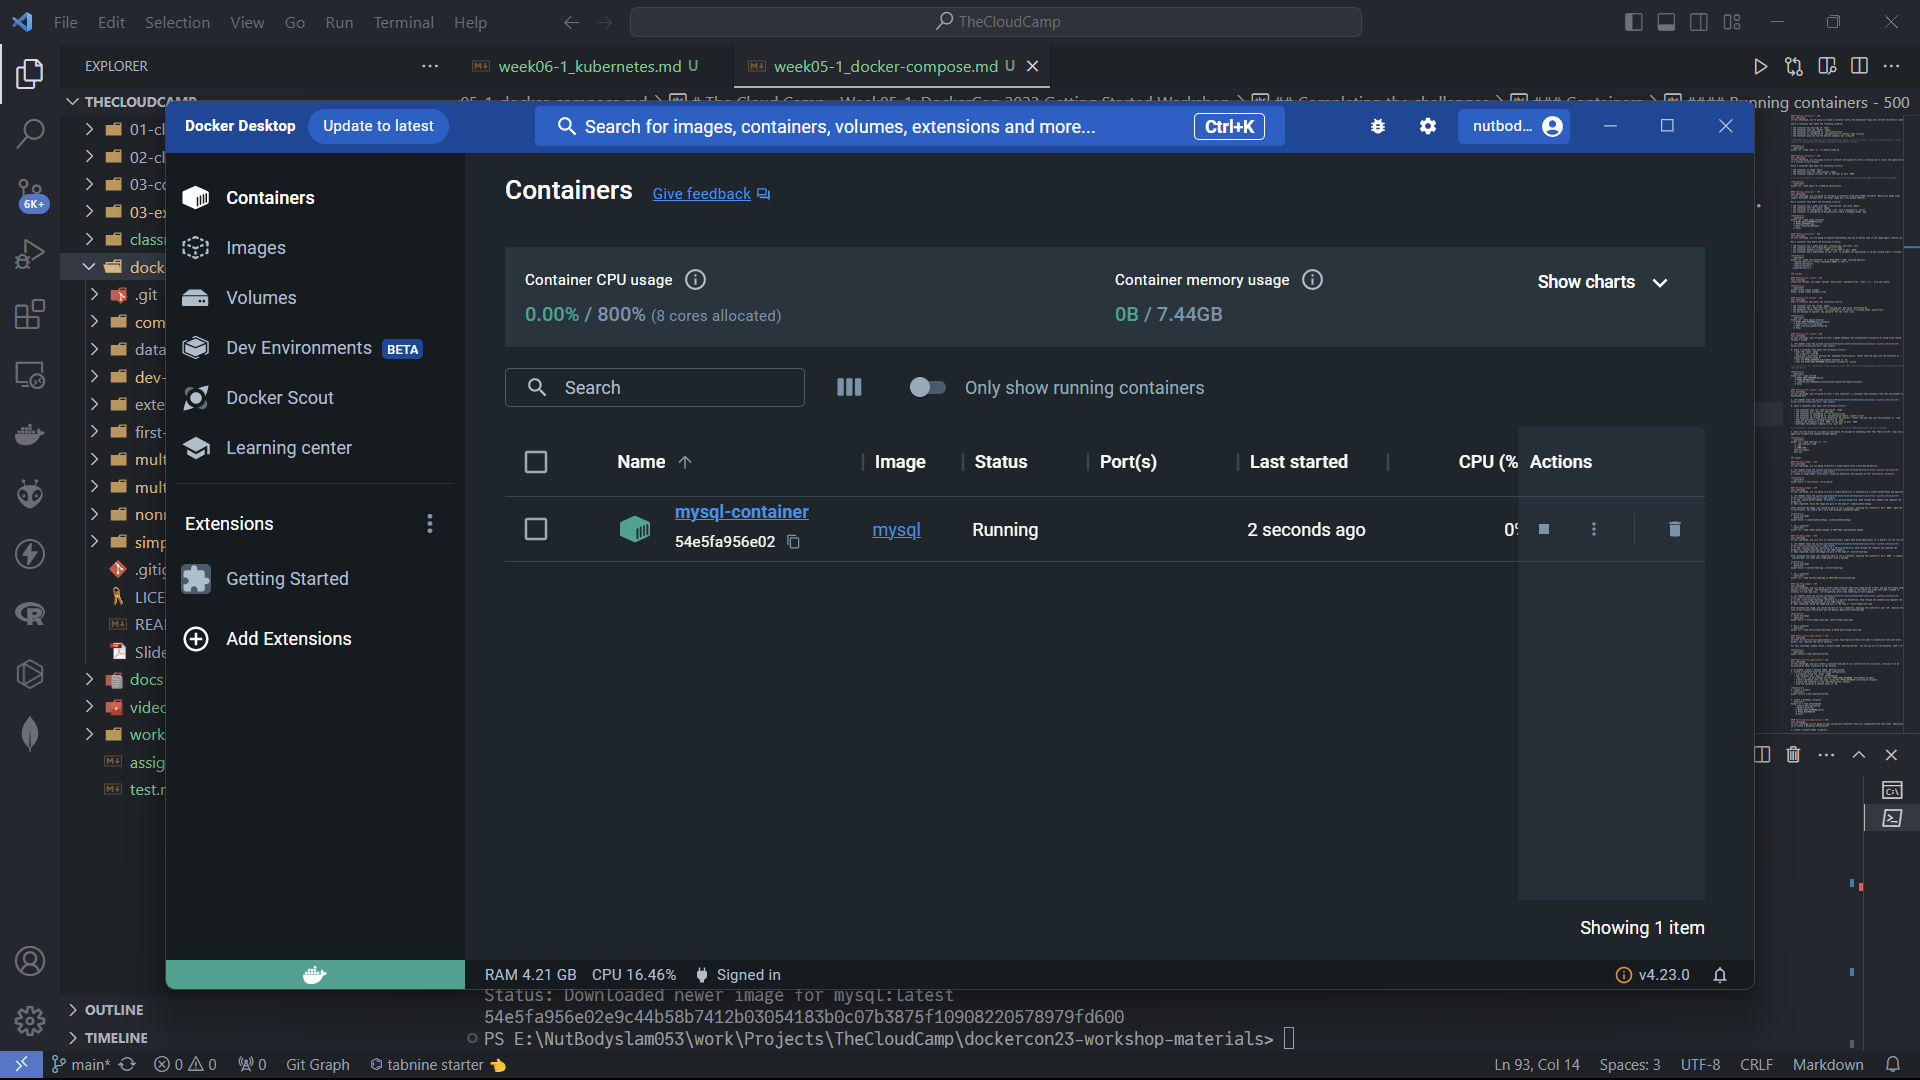 File Edit Selection View Go Run Terminal Help
TheCloudCamp
EXPLORER
week06-1_kubernetes.md U
week05-1_docker-compose.md U
THECLOUDCAMP
Running containers - 500
Docker Desktop
Update to latest
Search for images, containers, volumes, extensions and more...
Ctrl+K
nutbod...
6K+
01-cl
02-cl
03-cc
03-ex
classr
dock
.git
com
data
dev-
exte
first-
mult
mult
nonr
simp
.gitig
LICE
REA
Slide
docs
videc
work
assig
test.r
Containers
Images
Volumes
Dev Environments BETA
Docker Scout
Learning center
Extensions
Getting Started
Add Extensions
Containers
Give feedback
Container CPU usage
0.00% / 800% (8 cores allocated)
Container memory usage
0B / 7.44GB
Show charts
Search
Only show running containers
Name Image Status Port(s) Last started CPU (% Actions
mysql-container
54e5fa956e02
mysql
Running
2 seconds ago
0%
Showing 1 item
RAM 4.21 GB CPU 16.46% Signed in
v4.23.0
OUTLINE
TIMELINE
Status: Downloaded newer image for mysql:latest
54e5fa956e02e9c44b58b7412b03054183b0c07b3875f10908220578979fd600
PS E:\NutBodyslam053\work\Projects\TheCloudCamp\dockercon23-workshop-materials>
main* 0 0 0 Git Graph tabnine starter
Ln 93, Col 14 Spaces: 3 UTF-8 CRLF Markdown